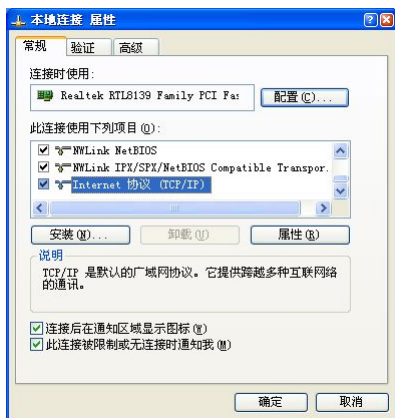 本地连接 属性
常规 验证 高级
连接时使用:
Realtek RTL8139 Family PCI Fa:
配置(C)...
此连接使用下列项目(O):
NWLink NetBIOS
NWLink IPX/SPX/NetBIOS Compatible Transpor.
Internet 协议 (TCP/IP)
安装(N)... 卸载(U) 属性(R)
说明
TCP/IP 是默认的广域网协议。它提供跨越多种互联网络
的通讯。
连接后在通知区域显示图标(W)
此连接被限制或无连接时通知我(M)
确定 取消